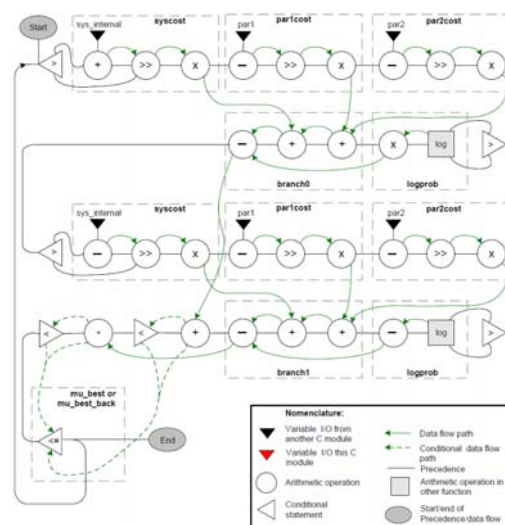 Start
sys_internal
syscost
par1
par1cost
par2
par2cost
>
+
>>
x
−
>>
x
−
>>
x
−
+
+
x
log
>
branch0
logprob
sys_internal
syscost
par1
par1cost
par2
par2cost
>
−
>>
x
−
>>
x
−
>>
x
<
-
<
+
−
+
+
−
log
>
branch1
logprob
mu_best or
mu_best_back
<=
End
Nomenclature:
Variable I/O from
another C module
Variable I/O this C
module
Arithmetic operation
Conditional
statement
Data flow path
Conditional data flow
path
Precedence
Arithmetic operation in
other function
Start/end of
Precedence/data flow